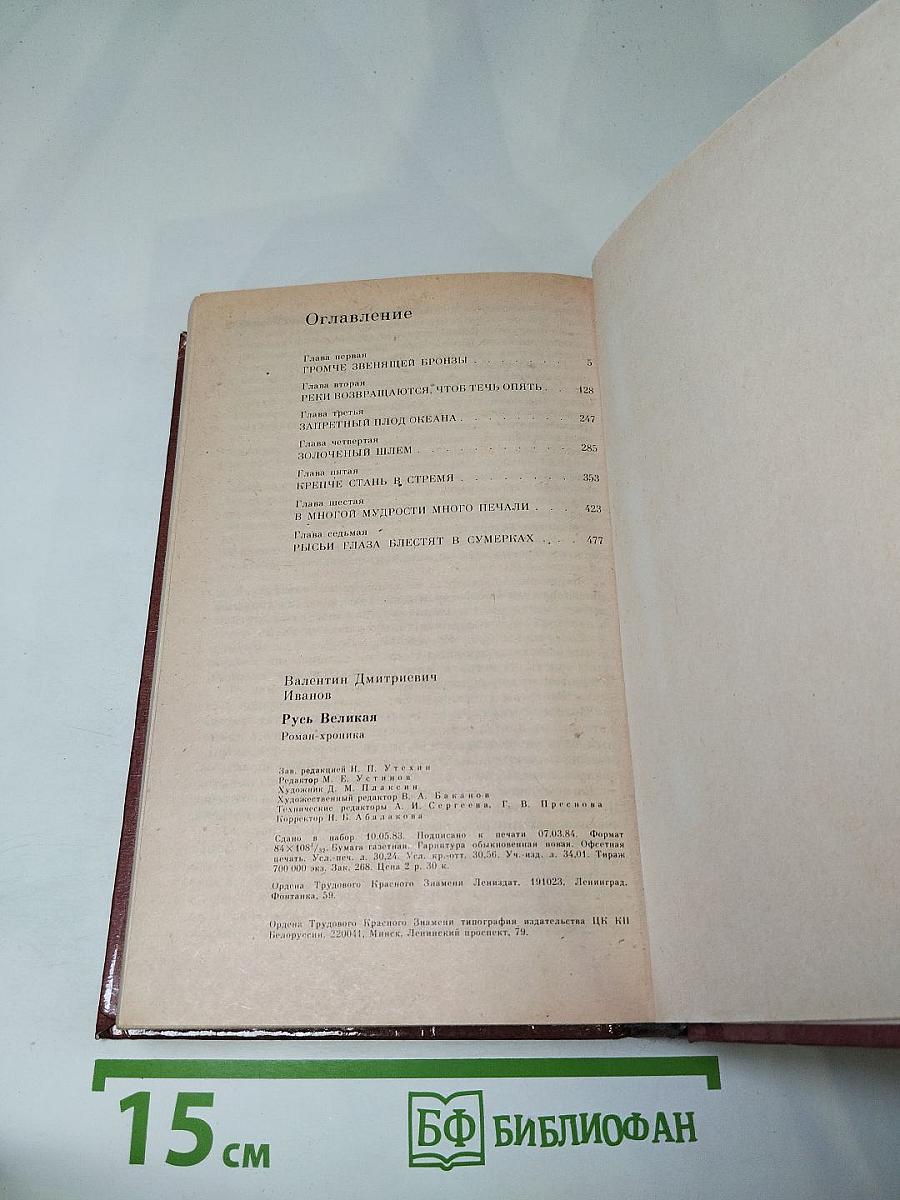 Оглавление
Глава первая
ГРОМЧЕ ЗВЕНЯЩЕЙ БРОНЗЫ . . . . . . . 5
Глава вторая
РЕКИ ВОЗВРАЩАЮТСЯ, ЧТОБ ТЕЧЬ ОПЯТЬ . . 128
Глава третья
ЗАПРЕТНЫЙ ПЛОД ОКЕАНА . . . . . . . . 247
Глава четвертая
ЗОЛОЧЕНЫЙ ШЛЕМ . . . . . . . . . . . 285
Глава пятая
КРЕПЧЕ СТАНЬ В СТРЕМЯ . . . . . . . . 353
Глава шестая
В МНОГОЙ МУДРОСТИ МНОГО ПЕЧАЛИ . . . 423
Глава седьмая
РЫСЬИ ГЛАЗА БЛЕСТЯТ В СУМЕРКАХ . . . . 477
Валентин Дмитриевич
Иванов
Русь Великая
Роман-хроника
Зав. редакцией Н. П. Утехин
Редактор М. Е. Устинов
Художник Д. М. Плаксин
Художественный редактор В. А. Баканов
Технические редакторы А. И. Сергеева, Г. В. Преснова
Корректор Н. Б. Абалакова
Сдано в набор 10.05.83. Подписано к печати 07.03.84. Формат
84×108¹/₃₂. Бумага газетная. Гарнитура обыкновенная новая. Офсетная
печать. Усл.-печ. л. 30,24. Усл. кр.-отт. 30,56. Уч.-изд. л. 34,01. Тираж
700 000 экз. Зак. 268. Цена 2 р. 30 к.
Ордена Трудового Красного Знамени Лениздат. 191023, Ленинград,
Фонтанка, 59.
Ордена Трудового Красного Знамени типография издательства ЦК КП
Белоруссии. 220041, Минск, Ленинский проспект, 79.
15 см
БФ БИБЛИОФАН